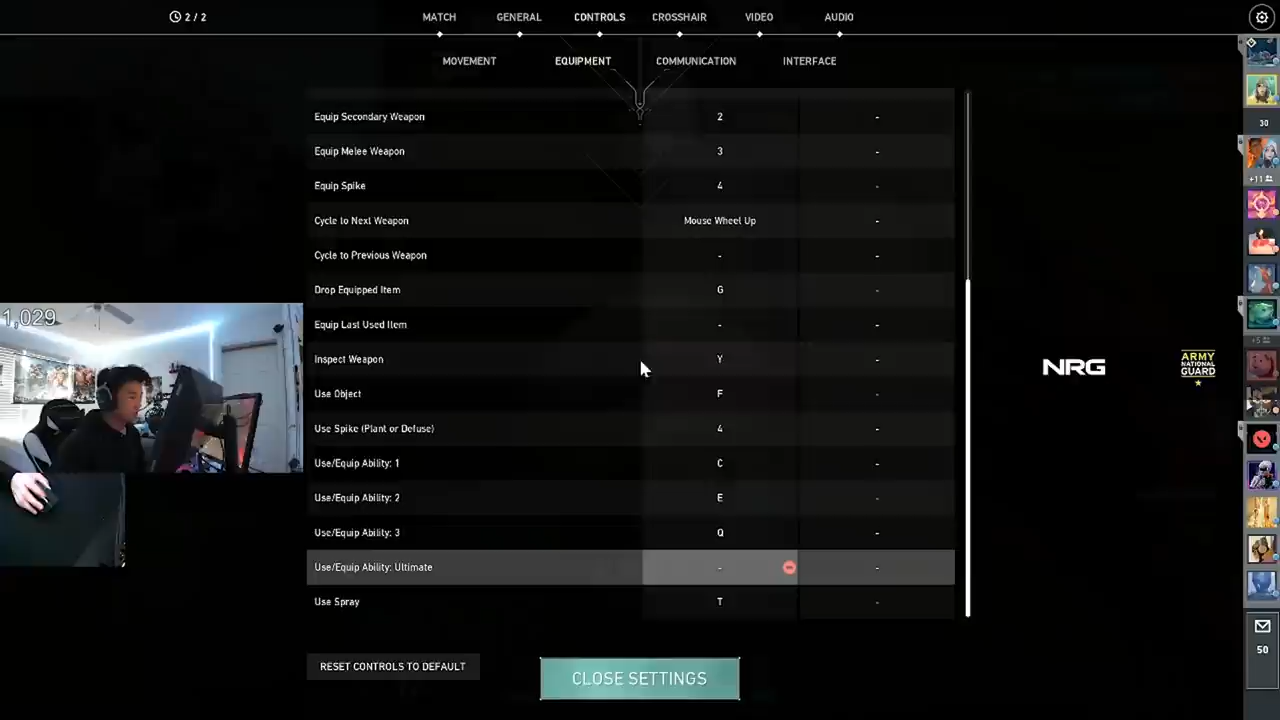 2 / 2
MATCH GENERAL CONTROLS CROSSHAIR VIDEO AUDIO
MOVEMENT EQUIPMENT COMMUNICATION INTERFACE
Equip Secondary Weapon 2 -
Equip Melee Weapon 3 -
Equip Spike 4 -
Cycle to Next Weapon Mouse Wheel Up -
Cycle to Previous Weapon - -
Drop Equipped Item G -
Equip Last Used Item - -
Inspect Weapon Y -
Use Object F -
Use Spike (Plant or Defuse) 4 -
Use/Equip Ability: 1 C -
Use/Equip Ability: 2 E -
Use/Equip Ability: 3 Q -
Use/Equip Ability: Ultimate - -
Use Spray T -
RESET CONTROLS TO DEFAULT
CLOSE SETTINGS
1,029
NRG
ARMY
NATIONAL
GUARD
30
+11
+5
50